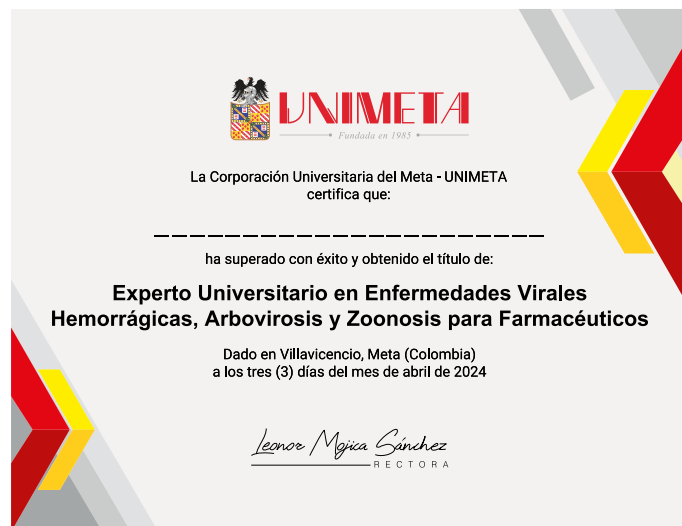 UNIMETA
Fundada en 1985
La Corporación Universitaria del Meta - UNIMETA
certifica que:
ha superado con éxito y obtenido el título de:
Experto Universitario en Enfermedades Virales
Hemorrágicas, Arbovirosis y Zoonosis para Farmacéuticos
Dado en Villavicencio, Meta (Colombia)
a los tres (3) días del mes de abril de 2024
Leonor Mojica Sánchez
RECTORA